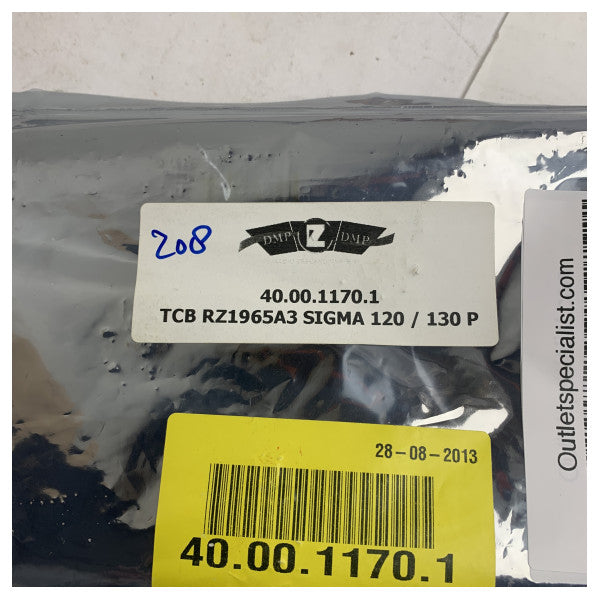 208
DMP Z DMP
40.00.1170.1
TCB RZ1965A3 SIGMA 120 / 130 P
28-08-2013
40.00.1170.1
Outletspecialist.com